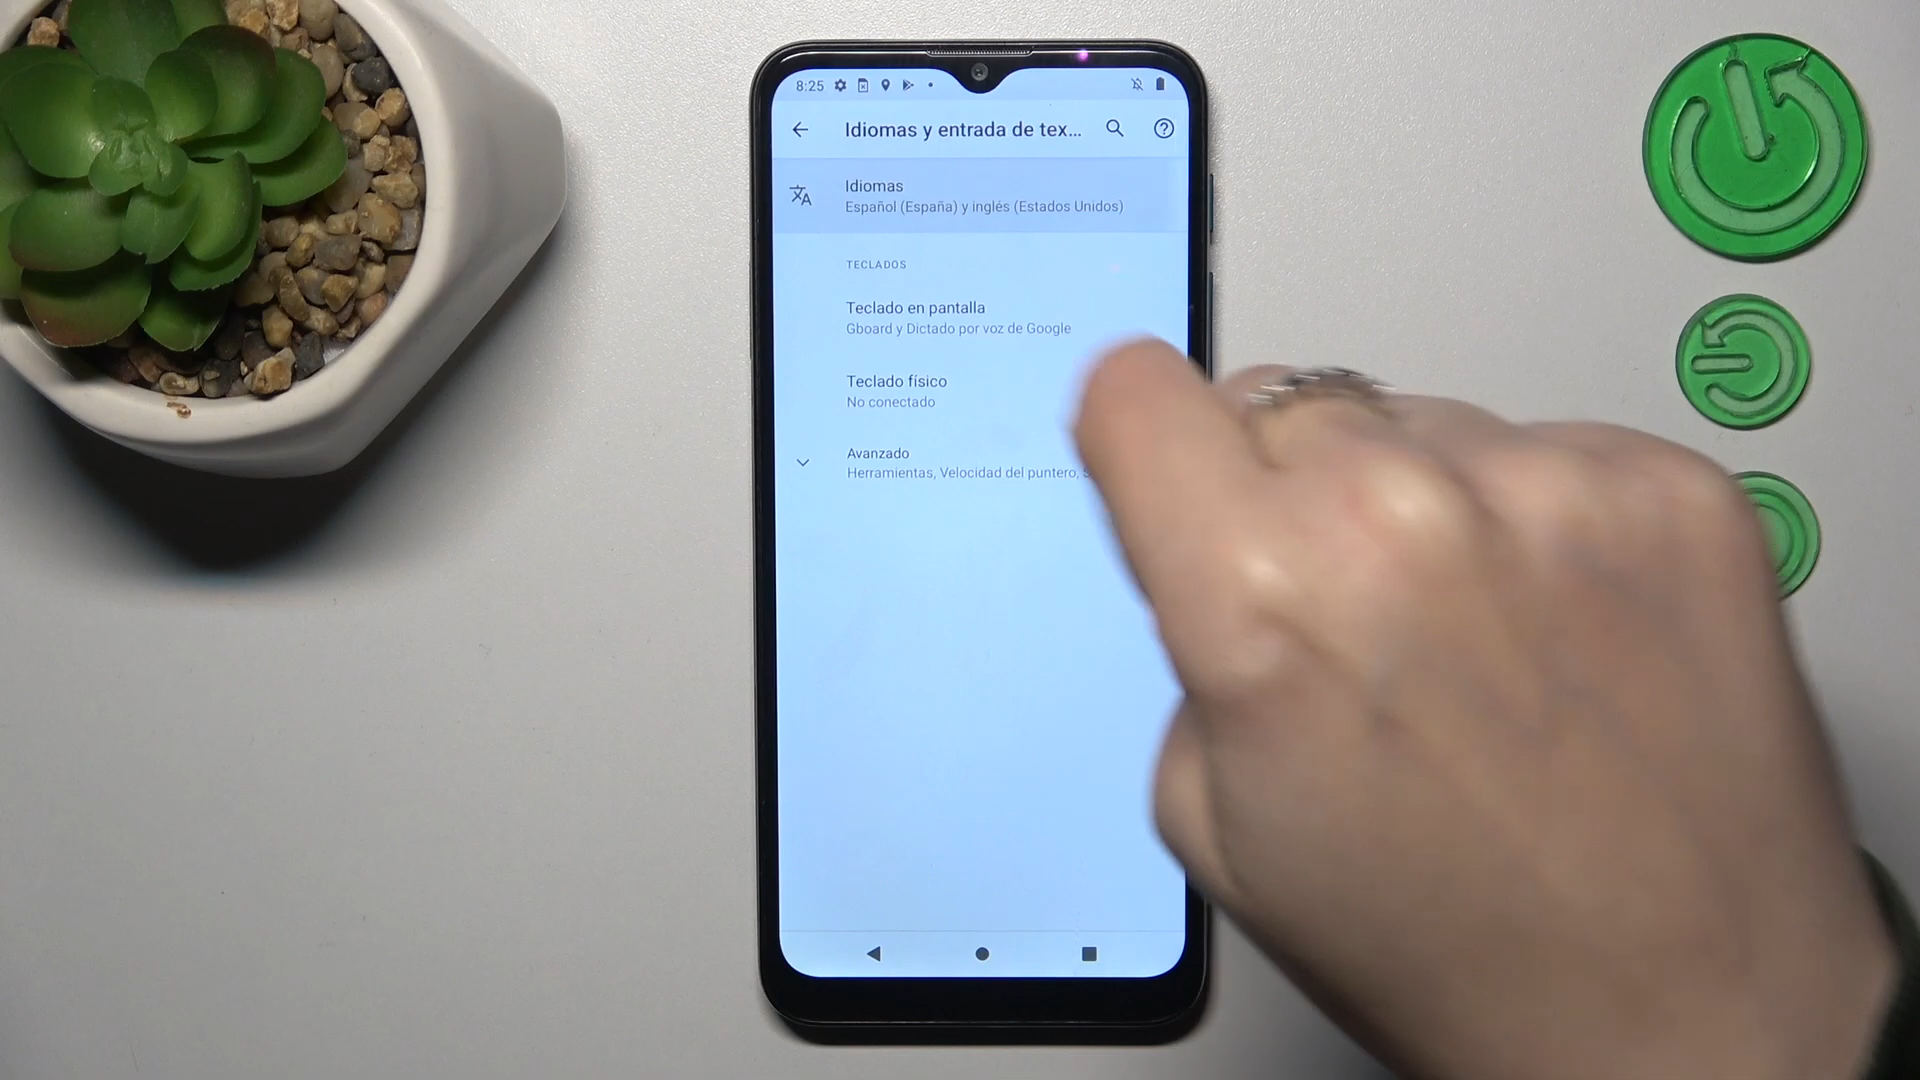 8:25
Idiomas y entrada de tex...
Idiomas
Español (España) y inglés (Estados Unidos)
TECLADOS
Teclado en pantalla
Gboard y Dictado por voz de Google
Teclado físico
No conectado
Avanzado
Herramientas, Velocidad del puntero,